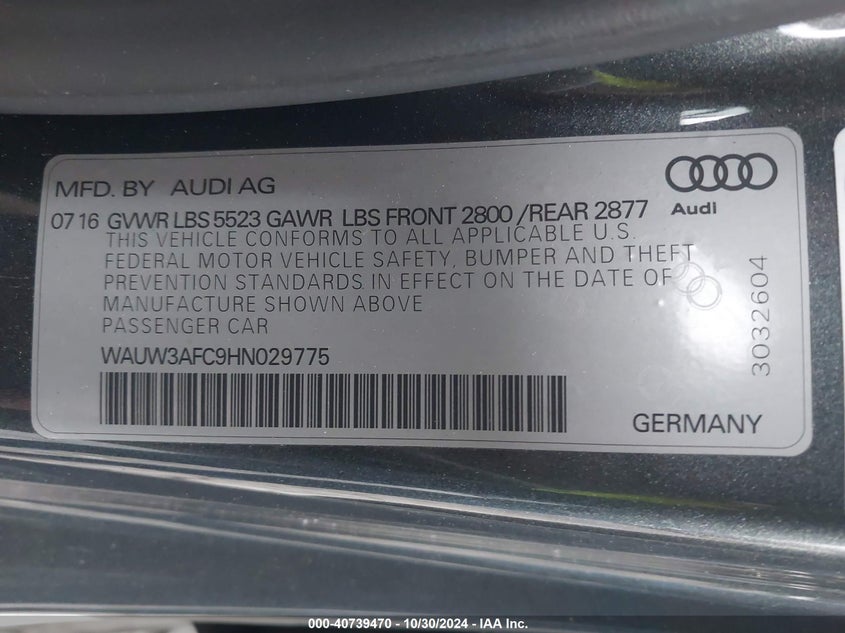 MFD. BY AUDI AG
Audi
07 16 GVWR LBS 5523 GAWR LBS FRONT 2800 /REAR 2877
THIS VEHICLE CONFORMS TO ALL APPLICABLE U.S.
FEDERAL MOTOR VEHICLE SAFETY, BUMPER AND THEFT
PREVENTION STANDARDS IN EFFECT ON THE DATE OF
MANUFACTURE SHOWN ABOVE
PASSENGER CAR
WAUW3AFC9HN029775
3032604
GERMANY
000-40739470 - 10/30/2024 - IAA Inc.